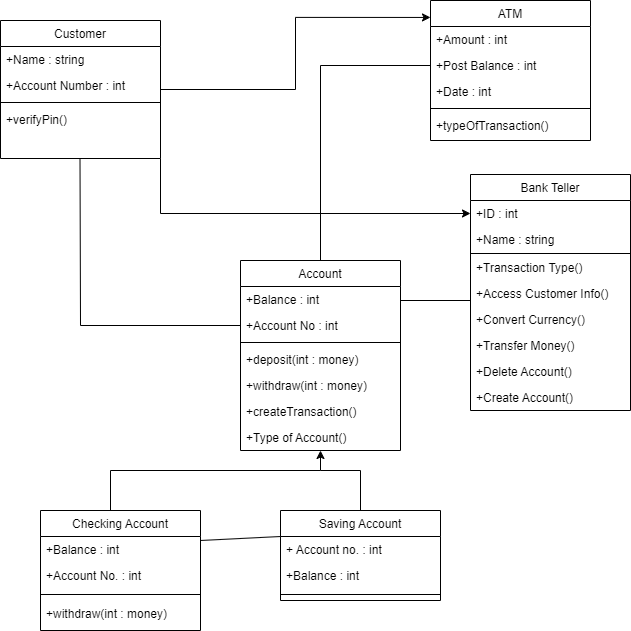 Customer
+Name : string
+Account Number : int
+verifyPin()
ATM
+Amount : int
+Post Balance : int
+Date : int
+typeOfTransaction()
Bank Teller
+ID : int
+Name : string
+Transaction Type()
+Access Customer Info()
+Convert Currency()
+Transfer Money()
+Delete Account()
+Create Account()
Account
+Balance : int
+Account No : int
+deposit(int : money)
+withdraw(int : money)
+createTransaction()
+Type of Account()
Checking Account
+Balance : int
+Account No. : int
+withdraw(int : money)
Saving Account
+ Account no. : int
+Balance : int